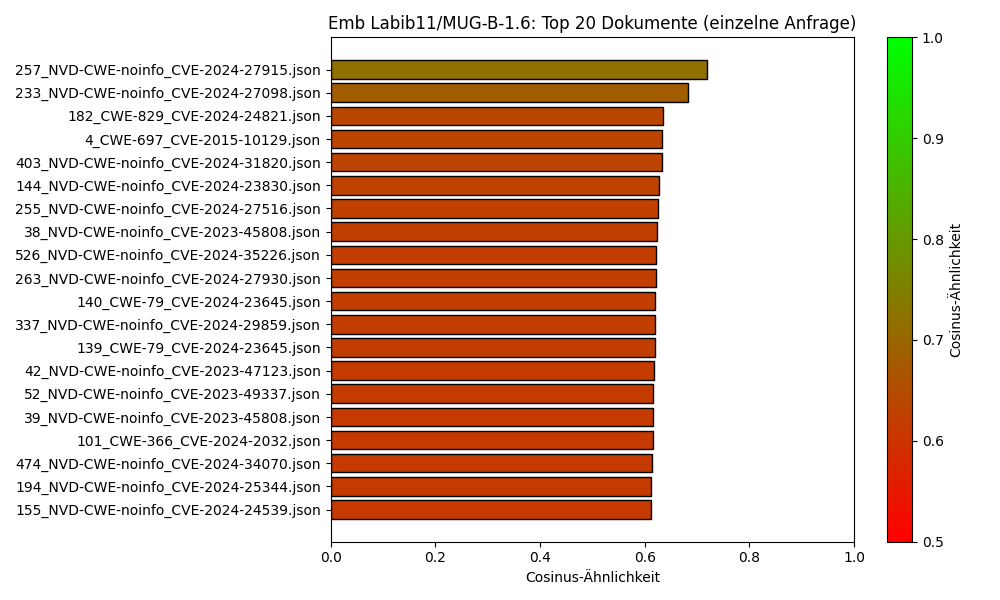 Emb Labib11/MUG-B-1.6: Top 20 Dokumente (einzelne Anfrage)
257_NVD-CWE-noinfo_CVE-2024-27915.json
233_NVD-CWE-noinfo_CVE-2024-27098.json
182_CWE-829_CVE-2024-24821.json
4_CWE-697_CVE-2015-10129.json
403_NVD-CWE-noinfo_CVE-2024-31820.json
144_NVD-CWE-noinfo_CVE-2024-23830.json
255_NVD-CWE-noinfo_CVE-2024-27516.json
38_NVD-CWE-noinfo_CVE-2023-45808.json
526_NVD-CWE-noinfo_CVE-2024-35226.json
263_NVD-CWE-noinfo_CVE-2024-27930.json
140_CWE-79_CVE-2024-23645.json
337_NVD-CWE-noinfo_CVE-2024-29859.json
139_CWE-79_CVE-2024-23645.json
42_NVD-CWE-noinfo_CVE-2023-47123.json
52_NVD-CWE-noinfo_CVE-2023-49337.json
39_NVD-CWE-noinfo_CVE-2023-45808.json
101_CWE-366_CVE-2024-2032.json
474_NVD-CWE-noinfo_CVE-2024-34070.json
194_NVD-CWE-noinfo_CVE-2024-25344.json
155_NVD-CWE-noinfo_CVE-2024-24539.json
0.0 0.2 0.4 0.6 0.8 1.0
Cosinus-Ähnlichkeit
1.0
0.9
0.8
0.7
0.6
0.5
Cosinus-Ähnlichkeit